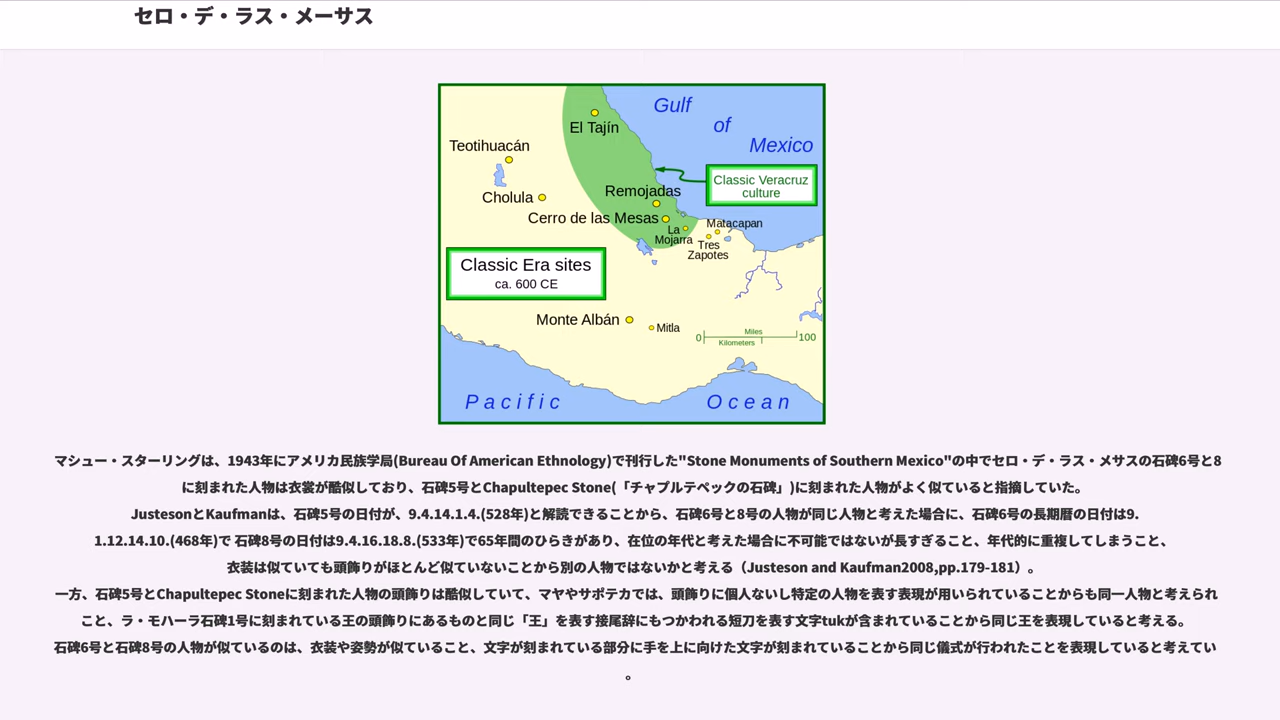 セロ・デ・ラス・メーサス
Gulf
of
Mexico
El Tajín
Teotihuacán
Classic Veracruz
culture
Remojadas
Cholula
Cerro de las Mesas
Matacapan
La
Mojarra
Tres
Zapotes
Classic Era sites
ca. 600 CE
Monte Albán
Mitla
Miles
0
100
Kilometers
Pacific
Ocean
マシュー・スターリングは、1943年にアメリカ民族学局(Bureau Of American Ethnology)で刊行した"Stone Monuments of Southern Mexico"の中でセロ・デ・ラス・メサスの石碑6号と8
に刻まれた人物は衣裳が酷似しており、石碑5号とChapultepec Stone(「チャプルテペックの石碑」)に刻まれた人物がよく似ていると指摘していた。
JustesonとKaufmanは、石碑5号の日付が、9.4.14.1.4.(528年)と解読できることから、石碑6号と8号の人物が同じ人物と考えた場合に、石碑6号の長期暦の日付は9.
1.12.14.10.(468年)で 石碑8号の日付は9.4.16.18.8.(533年)で65年間のひらきがあり、在位の年代と考えた場合に不可能ではないが長すぎること、年代的に重複してしまうこと、
衣装は似ていても頭飾りがほとんど似ていないことから別の人物ではないかと考える（Justeson and Kaufman2008,pp.179-181）。
一方、石碑5号とChapultepec Stoneに刻まれた人物の頭飾りは酷似していて、マヤやサポテカでは、頭飾りに個人ないし特定の人物を表す表現が用いられていることからも同一人物と考えられ
こと、ラ・モハーラ石碑1号に刻まれている王の頭飾りにあるものと同じ「王」を表す接尾辞にもつかわれる短刀を表す文字tukが含まれていることから同じ王を表現していると考える。
石碑6号と石碑8号の人物が似ているのは、衣装や姿勢が似ていること、文字が刻まれている部分に手を上に向けた文字が刻まれていることから同じ儀式が行われたことを表現していると考えてい
。